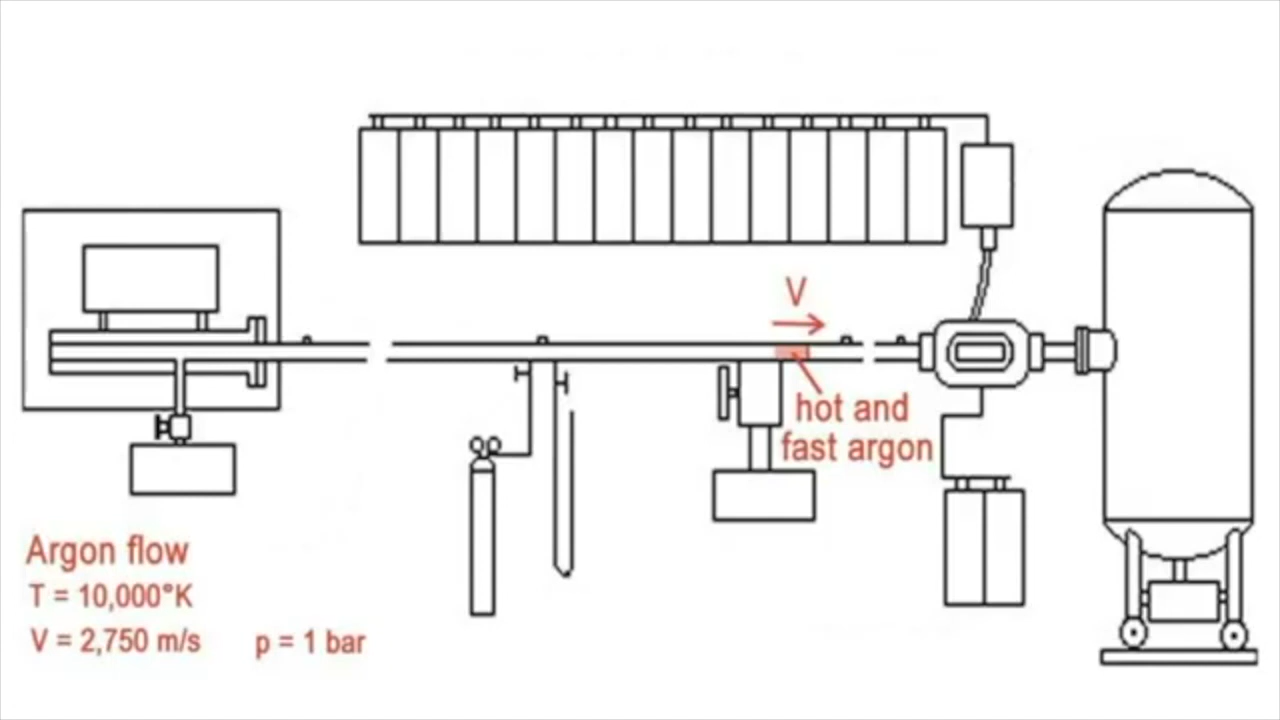 V
hot and
fast argon
Argon flow
T = 10,000°K
V = 2,750 m/s p = 1 bar